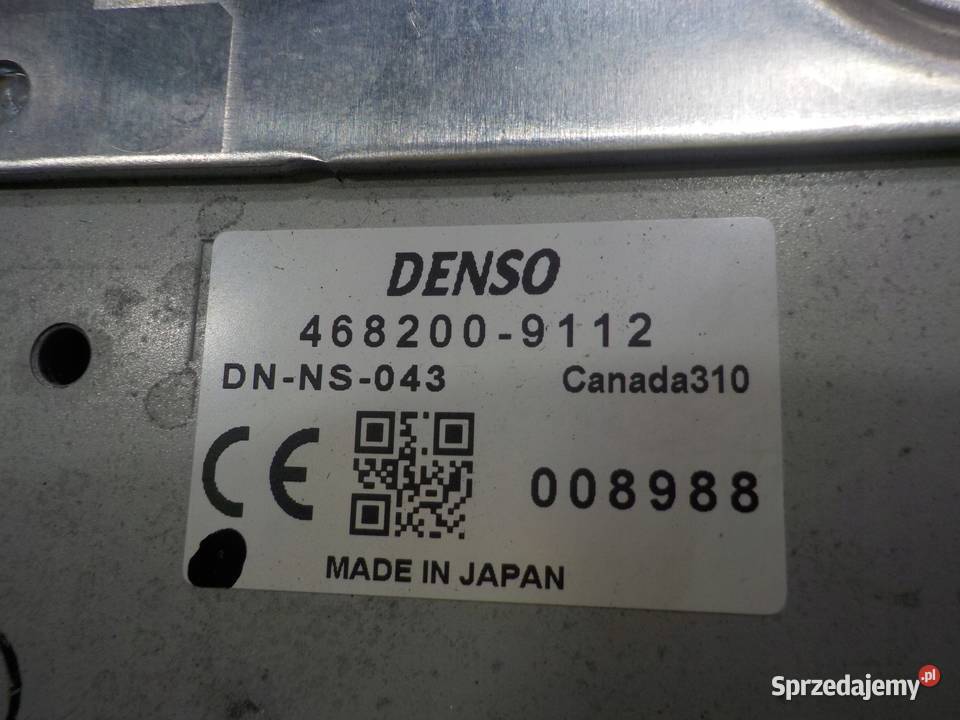 DENSO
468200-9112
DN-NS-043 Canada310
CE 008988
MADE IN JAPAN
Sprzedajemy.pl